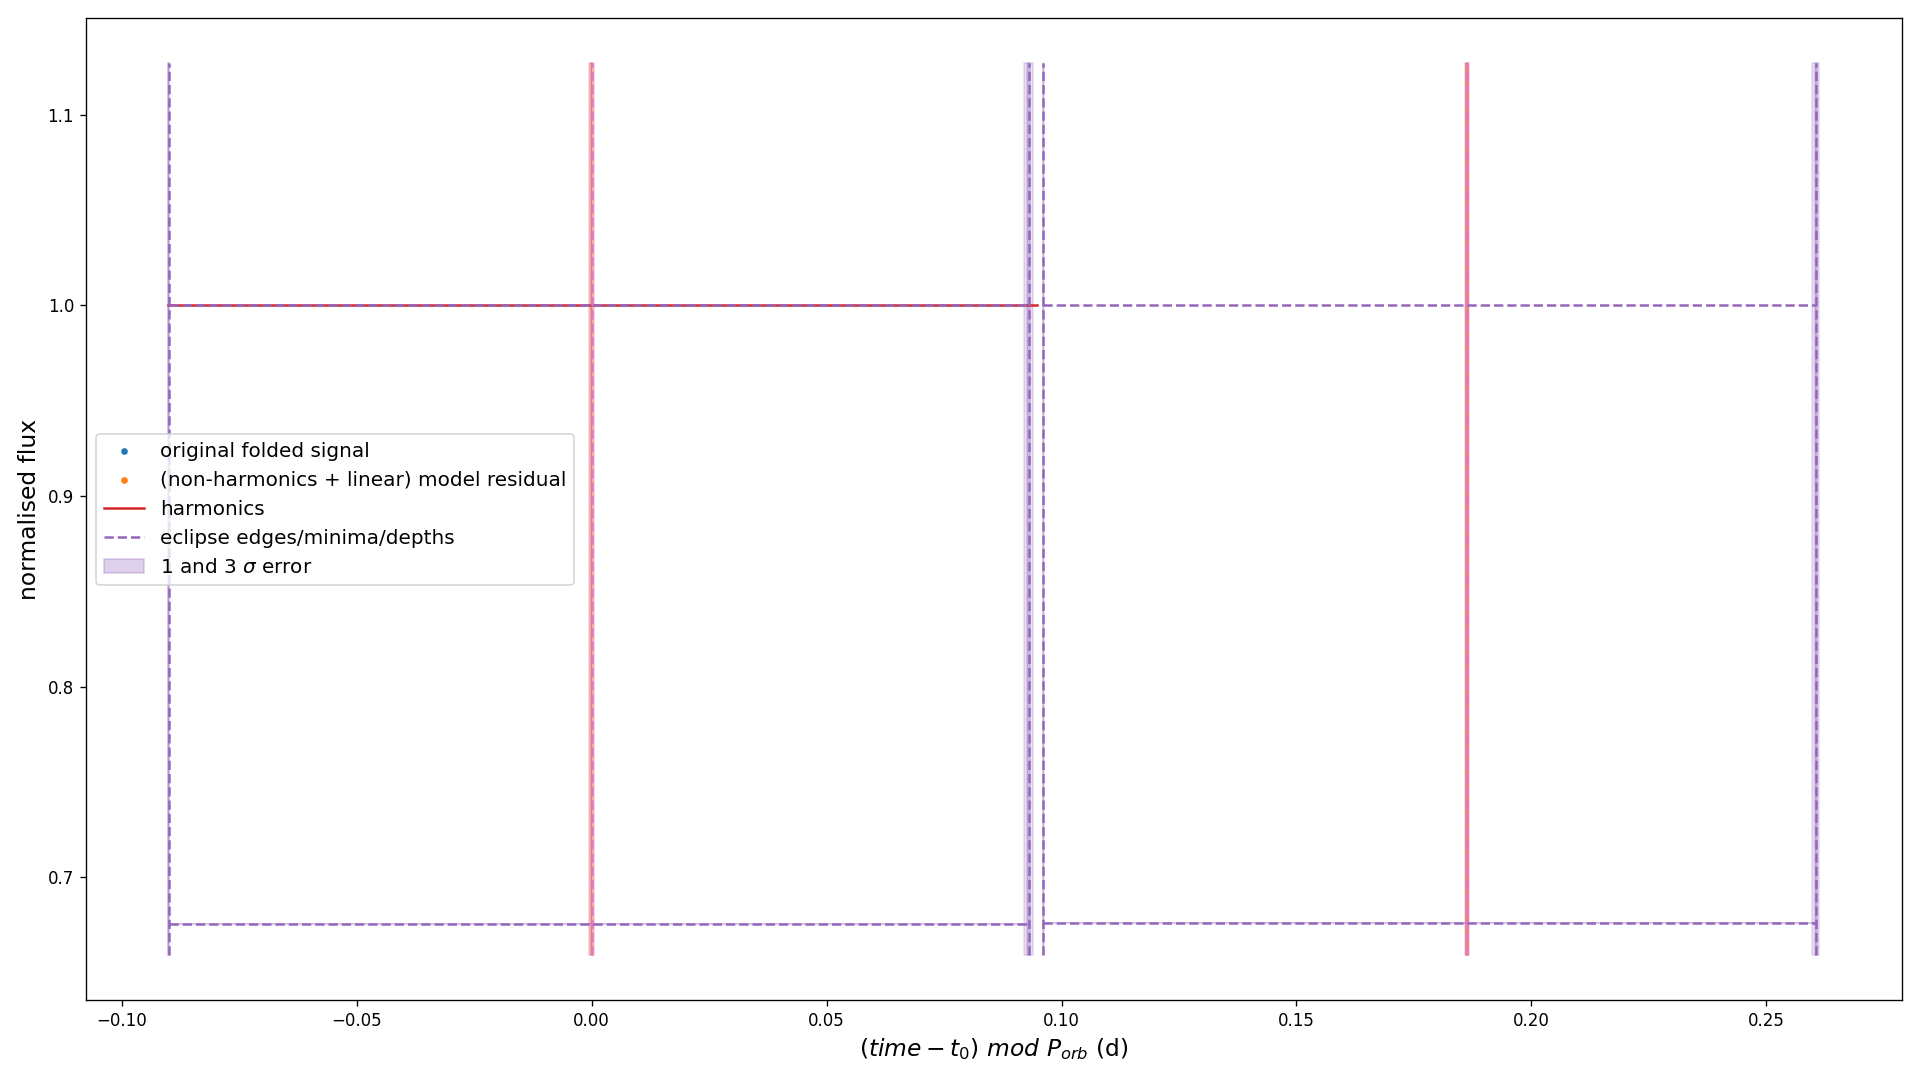 1.1
1.0
0.9
0.8
0.7
normalised flux
original folded signal
(non-harmonics + linear) model residual
harmonics
eclipse edges/minima/depths
1 and 3 σ error
−0.10 −0.05 0.00 0.05 0.10 0.15 0.20 0.25
(time − t₀) mod Pₒᵣb (d)